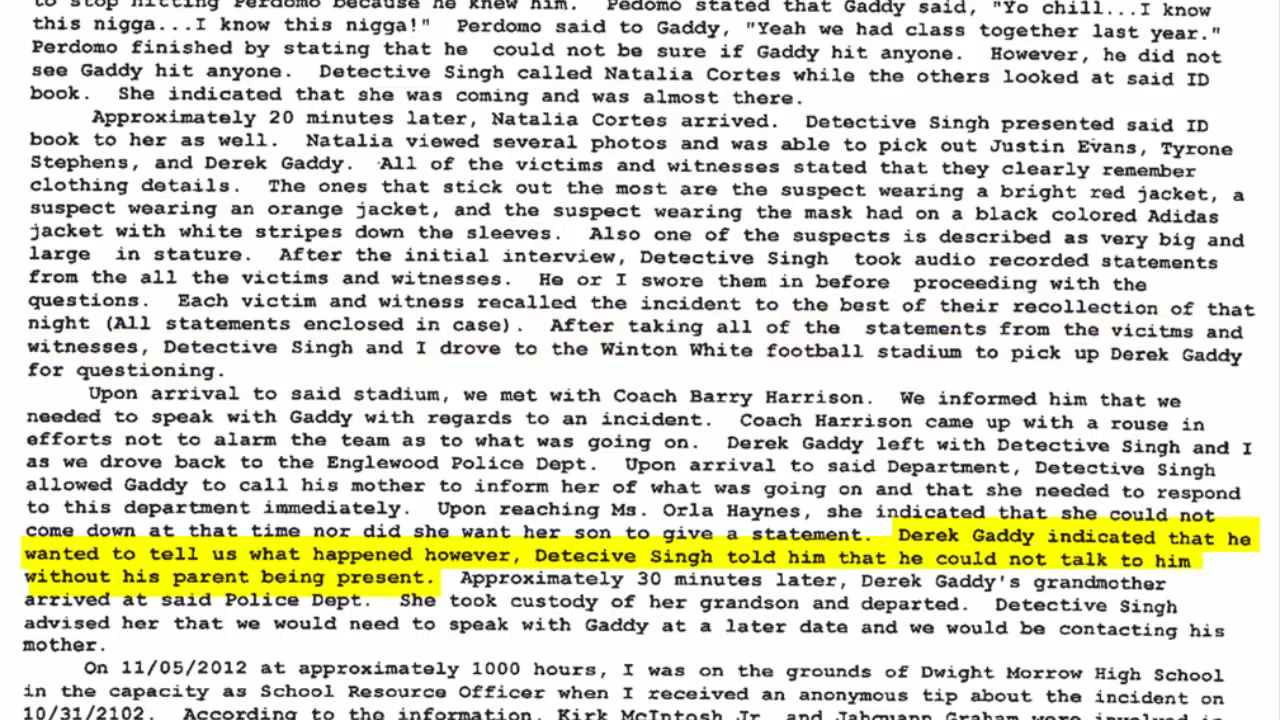 to stop hitting Perdomo because he knew him.  Pedomo stated that Gaddy said, "Yo chill...I know
this nigga...I know this nigga!"  Perdomo said to Gaddy, "Yeah we had class together last year."
Perdomo finished by stating that he  could not be sure if Gaddy hit anyone.  However, he did not
see Gaddy hit anyone.  Detective Singh called Natalia Cortes while the others looked at said ID
book.  She indicated that she was coming and was almost there.
Approximately 20 minutes later, Natalia Cortes arrived.  Detective Singh presented said ID
book to her as well.  Natalia viewed several photos and was able to pick out Justin Evans, Tyrone
Stephens, and Derek Gaddy.  All of the victims and witnesses stated that they clearly remember
clothing details.  The ones that stick out the most are the suspect wearing a bright red jacket, a
suspect wearing an orange jacket, and the suspect wearing the mask had on a black colored Adidas
jacket with white stripes down the sleeves.  Also one of the suspects is described as very big and
large  in stature.  After the initial interview, Detective Singh  took audio recorded statements
from the all the victims and witnesses.  He or I swore them in before  proceeding with the
questions.  Each victim and witness recalled the incident to the best of their recollection of that
night (All statements enclosed in case).  After taking all of the  statements from the vicitms and
witnesses, Detective Singh and I drove to the Winton White football stadium to pick up Derek Gaddy
for questioning.
Upon arrival to said stadium, we met with Coach Barry Harrison.  We informed him that we
needed to speak with Gaddy with regards to an incident.  Coach Harrison came up with a rouse in
efforts not to alarm the team as to what was going on.  Derek Gaddy left with Detective Singh and I
as we drove back to the Englewood Police Dept.  Upon arrival to said Department, Detective Singh
allowed Gaddy to call his mother to inform her of what was going on and that she needed to respond
to this department immediately.  Upon reaching Ms. Orla Haynes, she indicated that she could not
come down at that time nor did she want her son to give a statement.  Derek Gaddy indicated that he
wanted to tell us what happened however, Detecive Singh told him that he could not talk to him
without his parent being present.  Approximately 30 minutes later, Derek Gaddy's grandmother
arrived at said Police Dept.  She took custody of her grandson and departed.  Detective Singh
advised her that we would need to speak with Gaddy at a later date and we would be contacting his
mother.
On 11/05/2012 at approximately 1000 hours, I was on the grounds of Dwight Morrow High School
in the capacity as School Resource Officer when I received an anonymous tip about the incident on
10/31/2102.  According to the information, Kirk McIntosh Jr. and Jahquann Graham were involved in